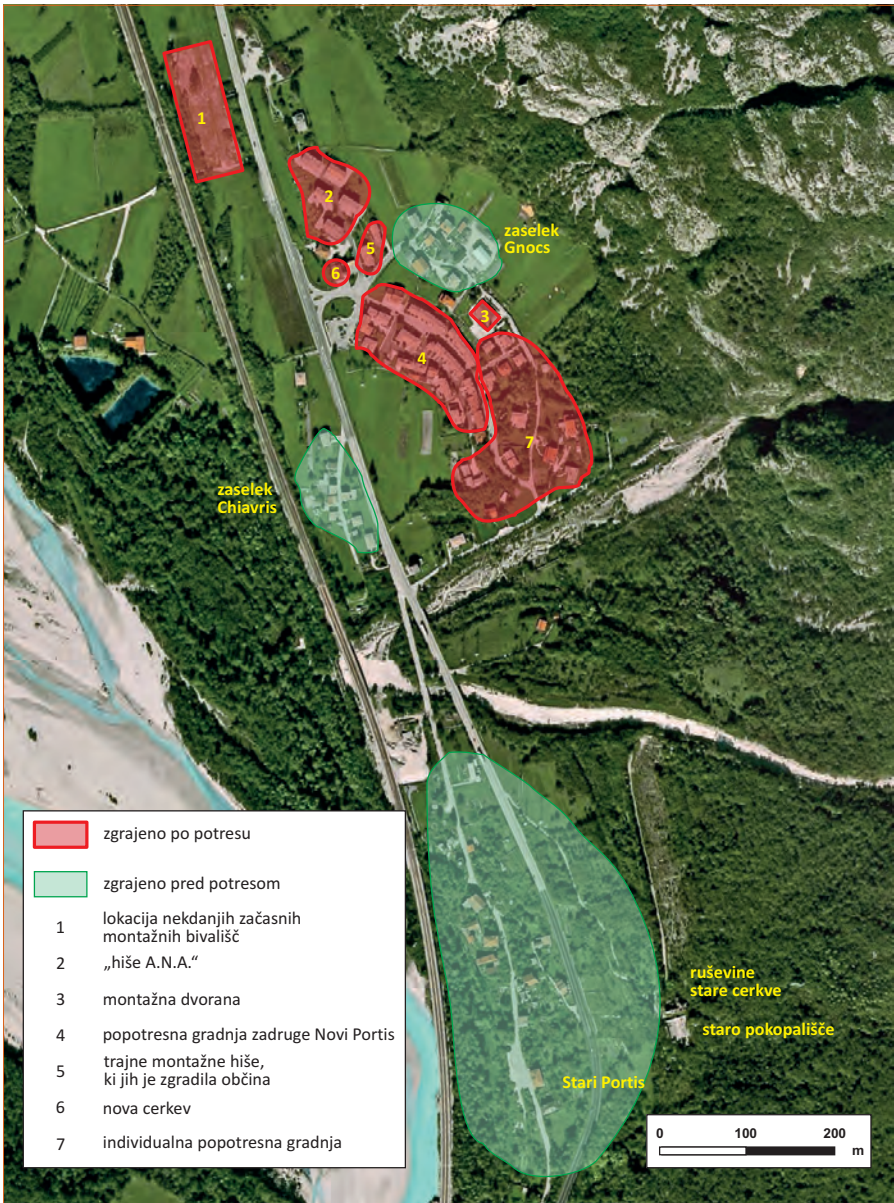 1
2
zaselek
Gnocs
5
6
3
4
7
zaselek
Chiavris
zgrajeno po potresu
zgrajeno pred potresom
1 lokacija nekdanjih začasnih
montažnih bivališč
2 „hiše A.N.A.“
3 montažna dvorana
4 popotresna gradnja zadruge Novi Portis
5 trajne montažne hiše,
ki jih je zgradila občina
6 nova cerkev
7 individualna popotresna gradnja
ruševine
stare cerkve
staro pokopališče
Stari Portis
0 100 200
m